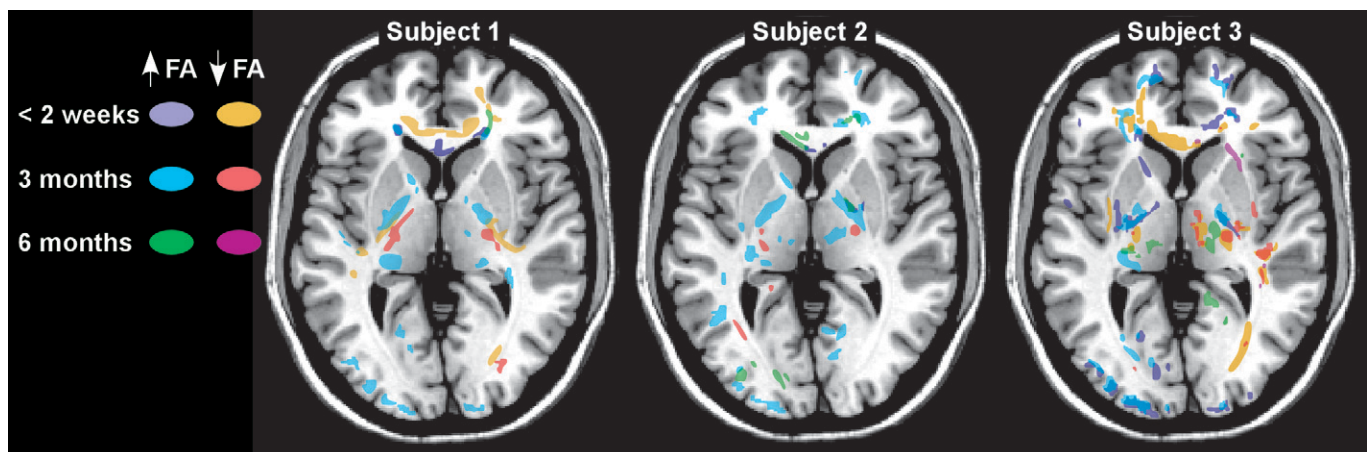 Subject 1
Subject 2
Subject 3
↑ FA ↓ FA
< 2 weeks
3 months
6 months